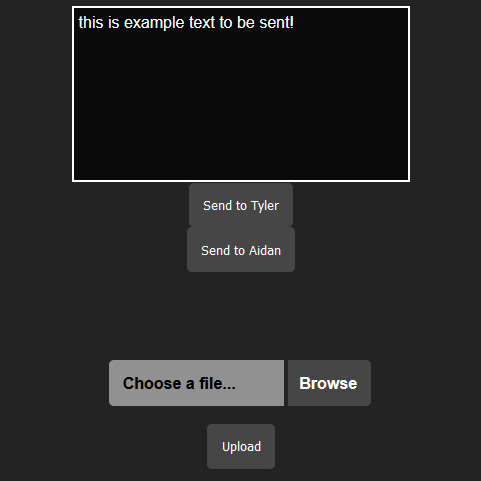 this is example text to be sent!
Send to Tyler
Send to Aidan
Choose a file... Browse
Upload